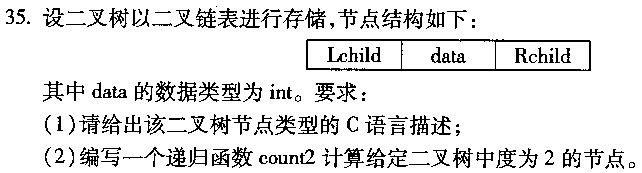 35. 设二叉树以二叉链表进行存储,节点结构如下:
Lchild data Rchild
其中 data 的数据类型为 int。要求:
(1)请给出该二叉树节点类型的 C 语言描述;
(2)编写一个递归函数 count2 计算给定二叉树中度为 2 的节点。